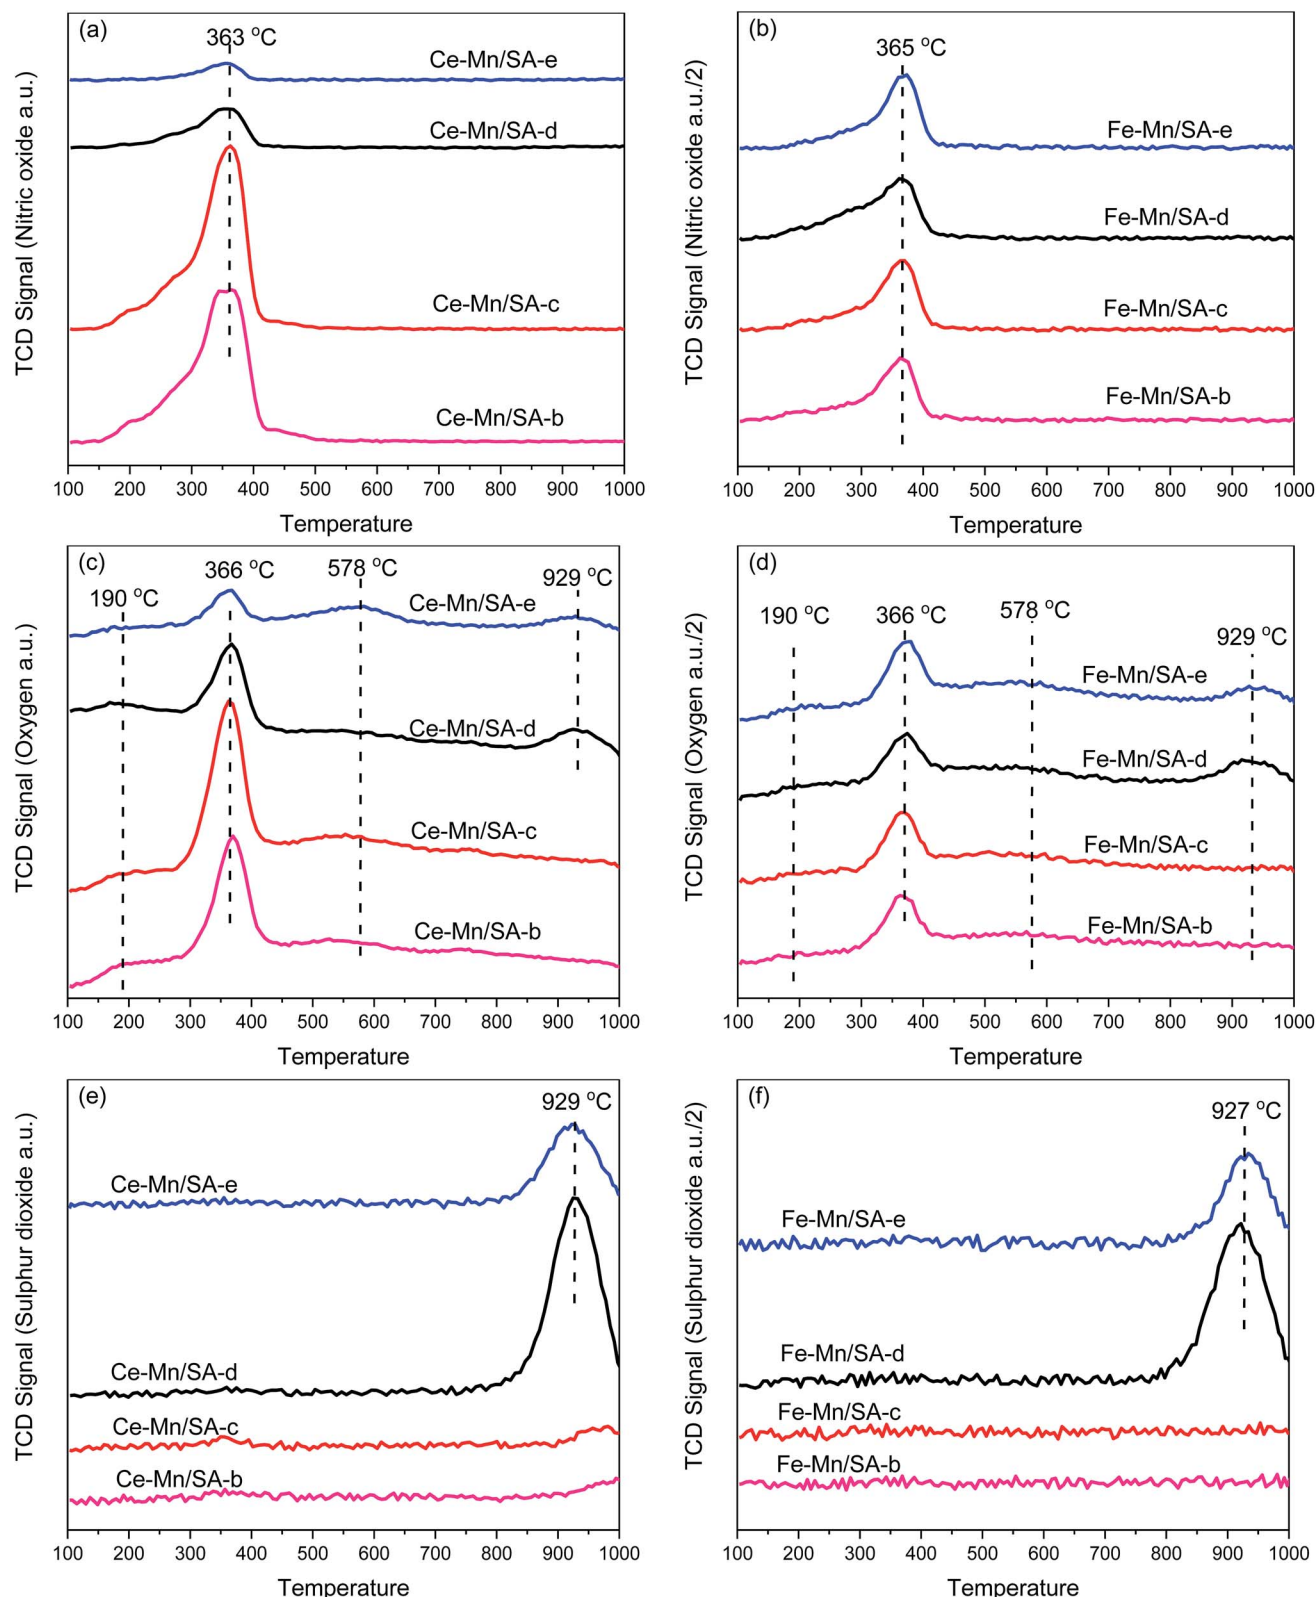 (a)
363 °C
Ce-Mn/SA-e
Ce-Mn/SA-d
Ce-Mn/SA-c
Ce-Mn/SA-b
TCD Signal (Nitric oxide a.u.)
100 200 300 400 500 600 700 800 900 1000
Temperature
(b)
365 °C
Fe-Mn/SA-e
Fe-Mn/SA-d
Fe-Mn/SA-c
Fe-Mn/SA-b
TCD Signal (Nitric oxide a.u./2)
100 200 300 400 500 600 700 800 900 1000
Temperature
(c)
190 °C
366 °C
578 °C
929 °C
Ce-Mn/SA-e
Ce-Mn/SA-d
Ce-Mn/SA-c
Ce-Mn/SA-b
TCD Signal (Oxygen a.u.)
100 200 300 400 500 600 700 800 900 1000
Temperature
(d)
190 °C
366 °C
578 °C
929 °C
Fe-Mn/SA-e
Fe-Mn/SA-d
Fe-Mn/SA-c
Fe-Mn/SA-b
TCD Signal (Oxygen a.u./2)
100 200 300 400 500 600 700 800 900 1000
Temperature
(e)
929 °C
Ce-Mn/SA-e
Ce-Mn/SA-d
Ce-Mn/SA-c
Ce-Mn/SA-b
TCD Signal (Sulphur dioxide a.u.)
100 200 300 400 500 600 700 800 900 1000
Temperature
(f)
927 °C
Fe-Mn/SA-e
Fe-Mn/SA-d
Fe-Mn/SA-c
Fe-Mn/SA-b
TCD Signal (Sulphur dioxide a.u./2)
100 200 300 400 500 600 700 800 900 1000
Temperature